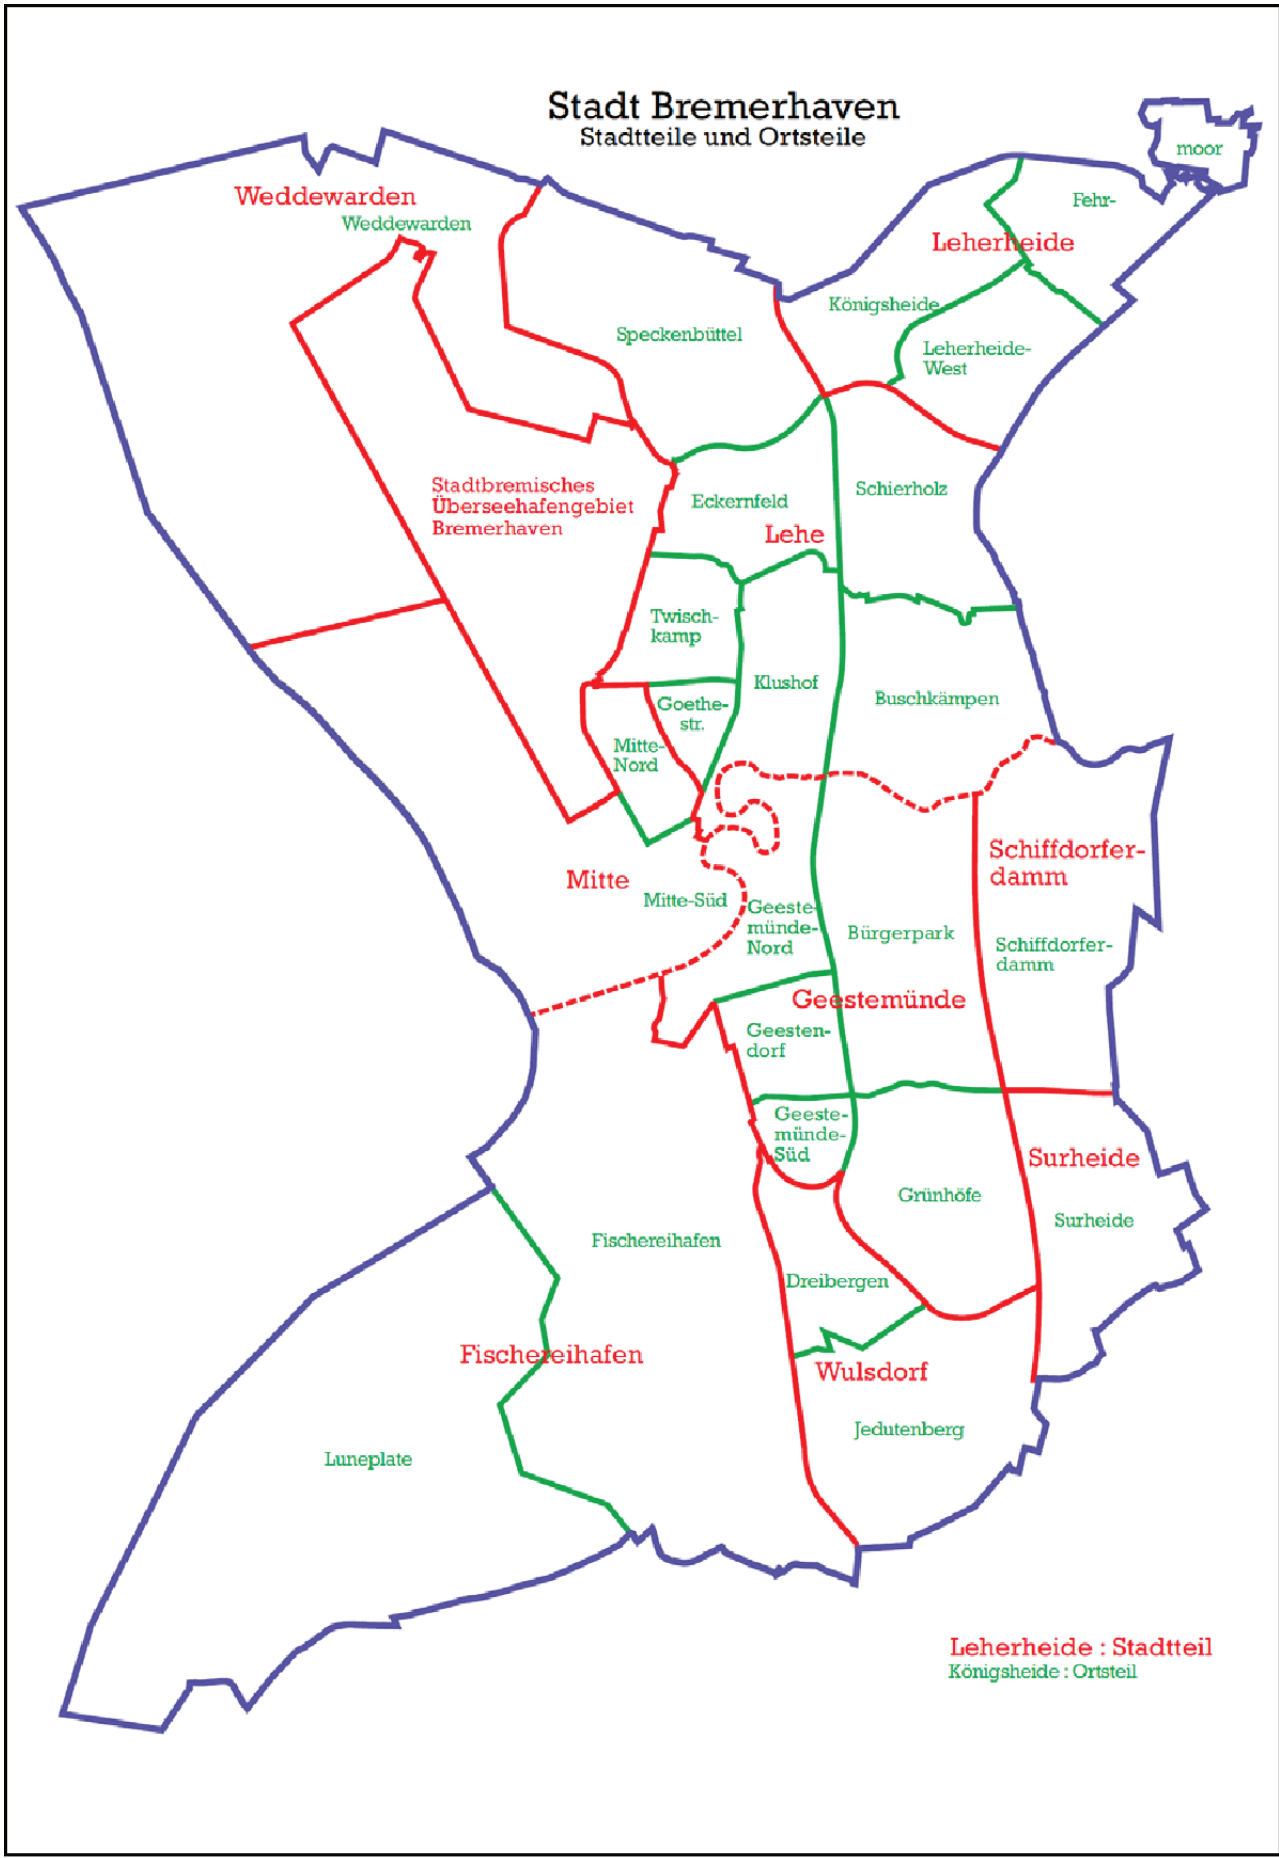 Stadt Bremerhaven
Stadtteile und Ortsteile
moor
Weddewarden
Weddewarden
Fehr-
Leherheide
Königsheide
Speckenbüttel
Leherheide-
West
Stadtbremisches
Überseehafengebiet
Bremerhaven
Eckernfeld
Schierholz
Lehe
Twisch-
kamp
Klushof
Buschkämpen
Goethe-
str.
Mitte-
Nord
Schiffdorfer-
damm
Mitte
Mitte-Süd
Geeste-
münde-
Nord
Bürgerpark
Schiffdorfer-
damm
Geestemünde
Geesten-
dorf
Geeste-
münde-
Süd
Surheide
Grünhöfe
Surheide
Fischereihafen
Dreibergen
Fischereihafen
Wulsdorf
Jedutenberg
Luneplate
Leherheide : Stadtteil
Königsheide : Ortsteil